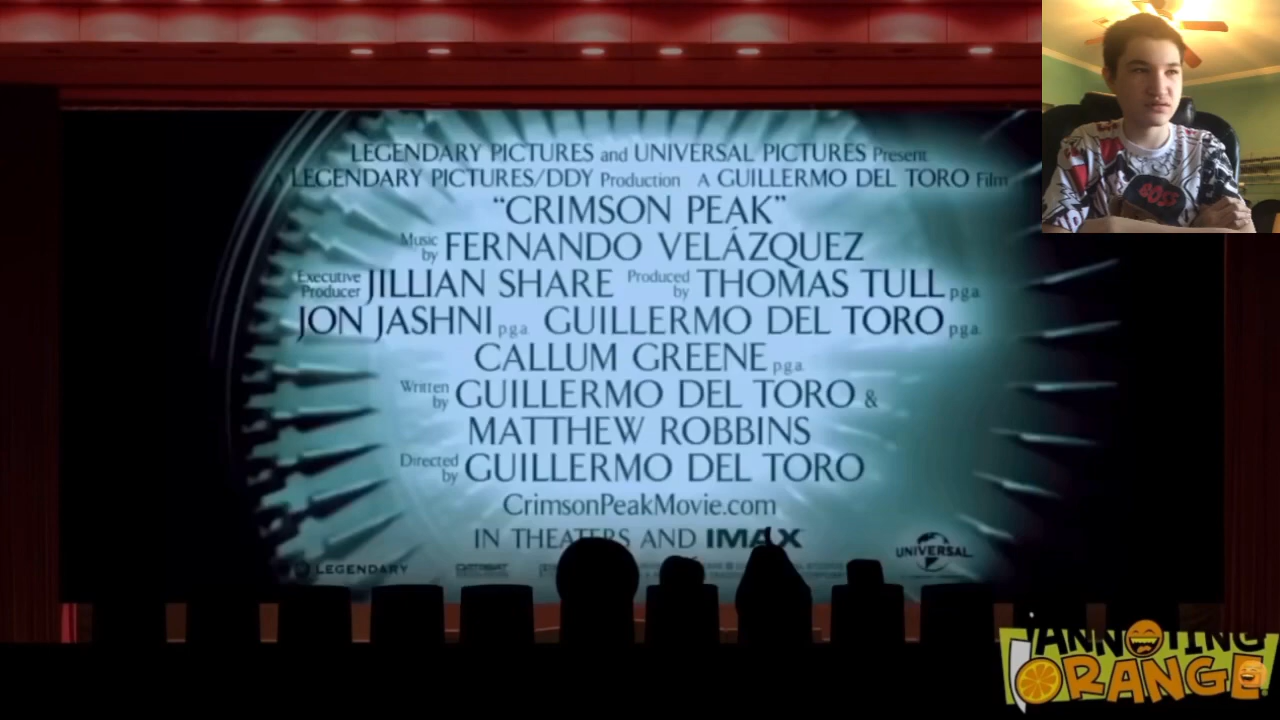 LEGENDARY PICTURES and UNIVERSAL PICTURES Present
LEGENDARY PICTURES/DDY Production A GUILLERMO DEL TORO Film
“CRIMSON PEAK”
Music by FERNANDO VELÁZQUEZ
Executive Producer JILLIAN SHARE Produced by THOMAS TULL p.g.a.
JON JASHNI p.g.a. GUILLERMO DEL TORO p.g.a.
CALLUM GREENE p.g.a.
Written by GUILLERMO DEL TORO &
MATTHEW ROBBINS
Directed by GUILLERMO DEL TORO
CrimsonPeakMovie.com
IN THEATERS AND IMAX
LEGENDARY
UNIVERSAL
BOSS
ANNOYING
ORANGE